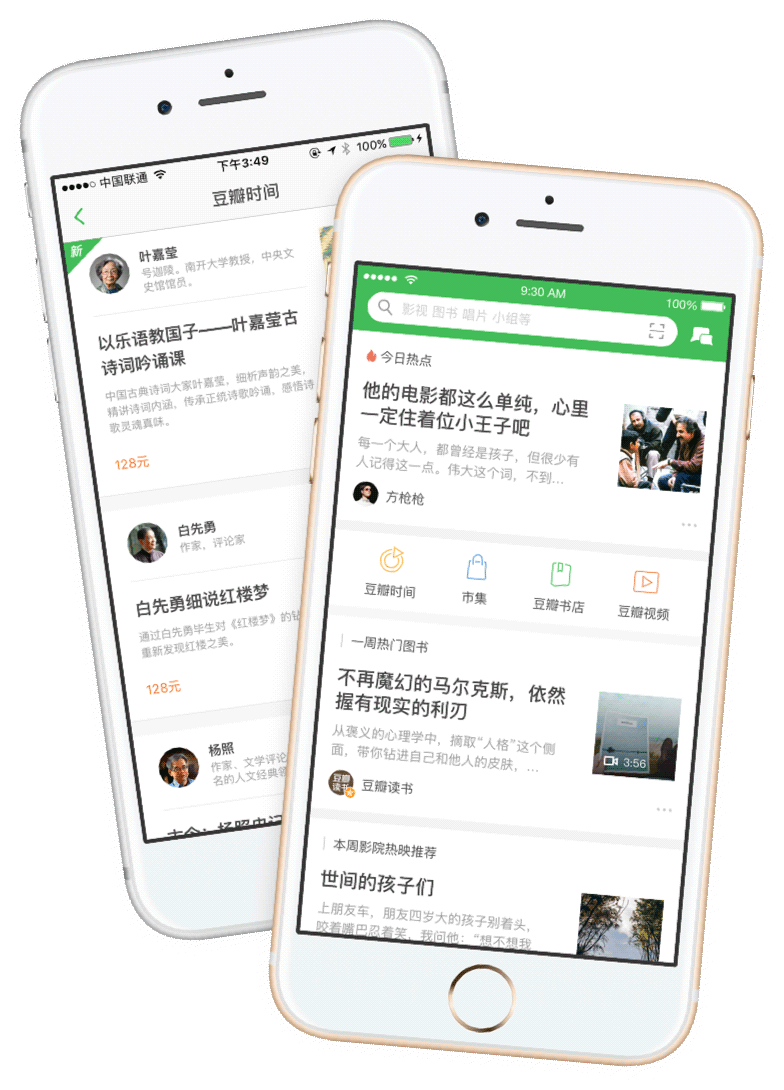 中国联通
下午3:49
100%
豆瓣时间
新
叶嘉莹
号迦陵。南开大学教授，中央文
史馆馆员。
以乐语教国子——叶嘉莹古
诗词吟诵课
中国古典诗词大家叶嘉莹，细析声韵之美，
精讲诗词内涵，传承正统诗歌吟诵，感悟诗
歌灵魂真味。
128元
白先勇
作家、评论家
白先勇细说红楼梦
通过白先勇毕生对《红楼梦》的钻
重新发现红楼之美。
128元
杨照
作家、文学评论
名的人文经典领
9:30 AM
100%
影视 图书 唱片 小组等
今日热点
他的电影都这么单纯，心里
一定住着位小王子吧
每一个大人，都曾经是孩子，但很少有
人记得这一点。伟大这个词，不到...
方枪枪
豆瓣时间
市集
豆瓣书店
豆瓣视频
一周热门图书
不再魔幻的马尔克斯，依然
握有现实的利刃
从褒义的心理学中，摘取“人格”这个侧
面，带你钻进自己和他人的皮肤，...
3:56
豆瓣
读书
豆瓣读书
本周影院热映推荐
世间的孩子们
上朋友车，朋友四岁大的孩子别着头，
咬着嘴巴忍着笑，我问他：“想不想我